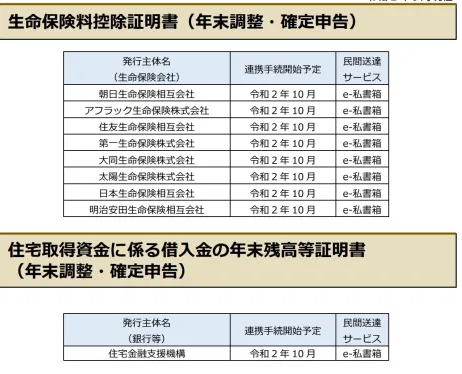 生命保険料控除証明書（年末調整・確定申告）
発行主体名
（生命保険会社）
連携手続開始予定
民間送達
サービス
朝日生命保険相互会社 令和２年 10 月 e-私書箱
アフラック生命保険株式会社 令和２年 10 月 e-私書箱
住友生命保険相互会社 令和２年 10 月 e-私書箱
第一生命保険株式会社 令和２年 10 月 e-私書箱
大同生命保険株式会社 令和２年 10 月 e-私書箱
太陽生命保険株式会社 令和２年 10 月 e-私書箱
日本生命保険相互会社 令和２年 10 月 e-私書箱
明治安田生命保険相互会社 令和２年 10 月 e-私書箱
住宅取得資金に係る借入金の年末残高等証明書
（年末調整・確定申告）
発行主体名
（銀行等）
連携手続開始予定
民間送達
サービス
住宅金融支援機構 令和２年 10 月 e-私書箱